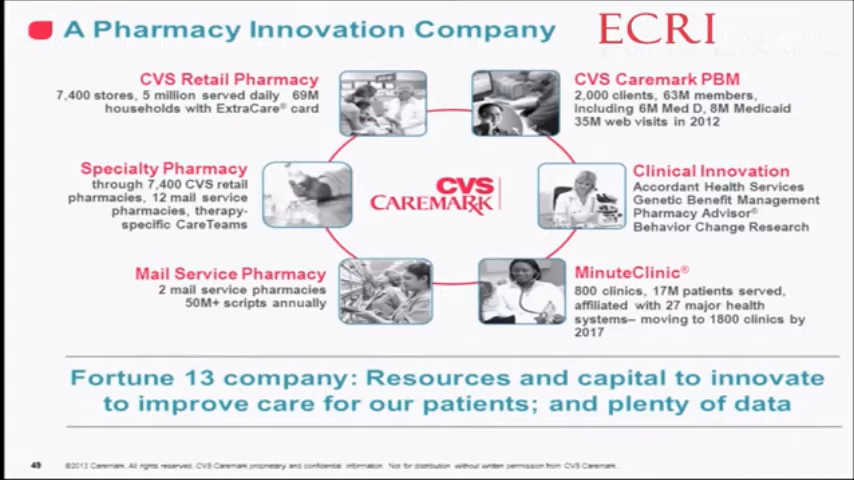 A Pharmacy Innovation Company
ECRI
CVS Retail Pharmacy
7,400 stores, 5 million served daily 69M
households with ExtraCare® card
CVS Caremark PBM
2,000 clients, 63M members,
including 6M Med D, 8M Medicaid
35M web visits in 2012
Specialty Pharmacy
through 7,400 CVS retail
pharmacies, 12 mail service
pharmacies, therapy-
specific CareTeams
CVS
CAREMARK
Clinical Innovation
Accordant Health Services
Genetic Benefit Management
Pharmacy Advisor®
Behavior Change Research
Mail Service Pharmacy
2 mail service pharmacies
50M+ scripts annually
MinuteClinic®
800 clinics, 17M patients served,
affiliated with 27 major health
systems– moving to 1800 clinics by
2017
Fortune 13 company: Resources and capital to innovate
to improve care for our patients; and plenty of data
49 ©2013 Caremark. All rights reserved. CVS Caremark proprietary and confidential information. Not for distribution without written permission from CVS Caremark.